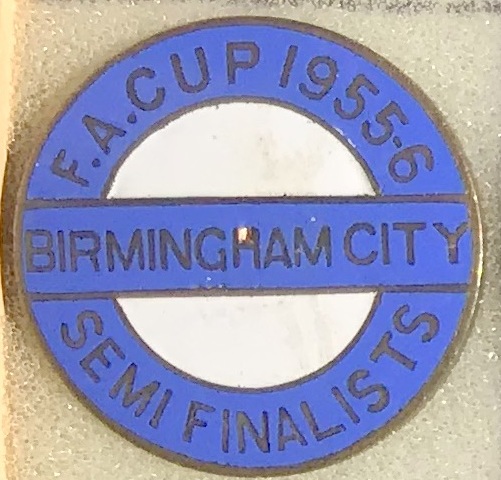 F.A.CUP 1955-6
BIRMINGHAM CITY
SEMI FINALISTS